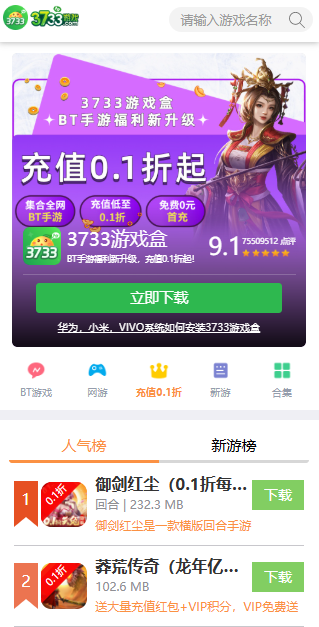 3733
3733游戏
.com
请输入游戏名称
3733游戏盒
BT手游福利新升级
充值0.1折起
集合全网
BT手游
充值低至
0.1折
免费0元
首充
3733
3733游戏盒
BT手游福利新升级，充值0.1折起!
9.1
75509512 点评
立即下载
华为，小米，VIVO系统如何安装3733游戏盒
BT游戏
网游
充值0.1折
新游
合集
人气榜
新游榜
1
0.1折
御剑红尘（0.1折每...
回合 | 232.3 MB
御剑红尘是一款横版回合手游
下载
2
0.1折
莽荒传奇（龙年亿...
102.6 MB
送大量充值红包+VIP积分，VIP免费送
下载